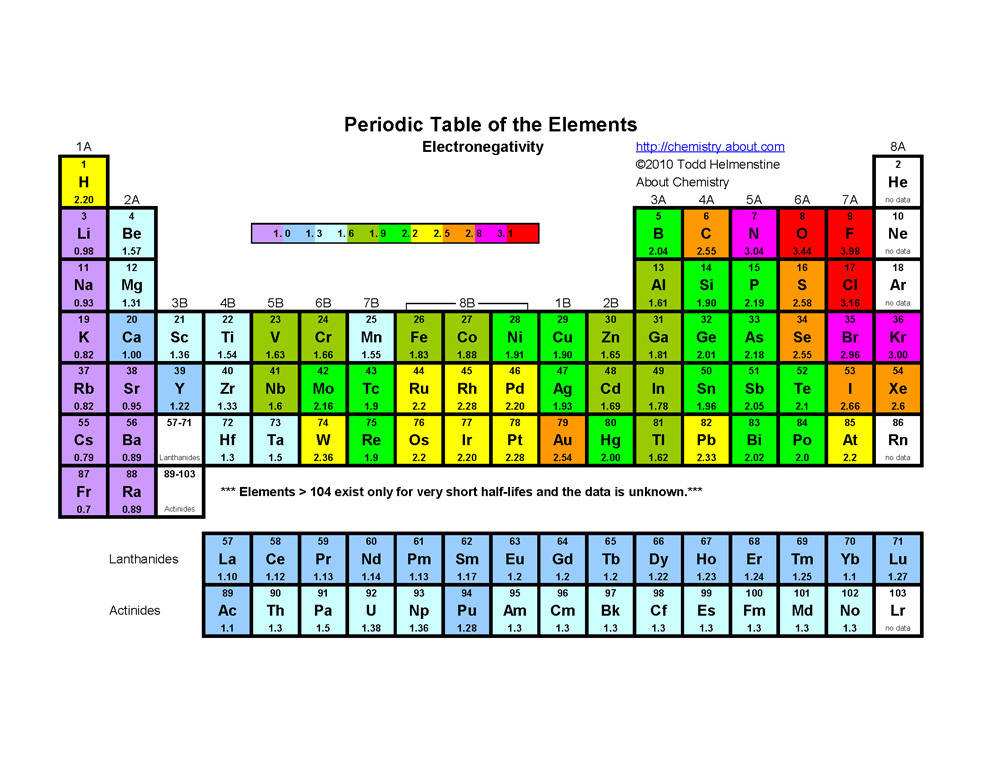 Periodic Table of the Elements
1A Electronegativity http://chemistry.about.com 8A
©2010 Todd Helmenstine
About Chemistry
1 2
H He
2.20 2A 3A 4A 5A 6A 7A no data
3 4 5 6 7 8 9 10
Li Be 1.0 1.3 1.6 1.9 2.2 2.5 2.8 3.1 B C N O F Ne
0.98 1.57 2.04 2.55 3.04 3.44 3.98 no data
11 12 13 14 15 16 17 18
Na Mg Al Si P S Cl Ar
0.93 1.31 3B 4B 5B 6B 7B 8B 1B 2B 1.61 1.90 2.19 2.58 3.16 no data
19 20 21 22 23 24 25 26 27 28 29 30 31 32 33 34 35 36
K Ca Sc Ti V Cr Mn Fe Co Ni Cu Zn Ga Ge As Se Br Kr
0.82 1.00 1.36 1.54 1.63 1.66 1.55 1.83 1.88 1.91 1.90 1.65 1.81 2.01 2.18 2.55 2.96 3.00
37 38 39 40 41 42 43 44 45 46 47 48 49 50 51 52 53 54
Rb Sr Y Zr Nb Mo Tc Ru Rh Pd Ag Cd In Sn Sb Te I Xe
0.82 0.95 1.22 1.33 1.6 2.16 1.9 2.2 2.28 2.20 1.93 1.69 1.78 1.96 2.05 2.1 2.66 2.6
55 56 57-71 72 73 74 75 76 77 78 79 80 81 82 83 84 85 86
Cs Ba Hf Ta W Re Os Ir Pt Au Hg Tl Pb Bi Po At Rn
0.79 0.89 Lanthanides 1.3 1.5 2.36 1.9 2.2 2.20 2.28 2.54 2.00 1.62 2.33 2.02 2.0 2.2 no data
87 88 89-103
Fr Ra *** Elements > 104 exist only for very short half-lifes and the data is unknown.***
0.7 0.89 Actinides
57 58 59 60 61 62 63 64 65 66 67 68 69 70 71
Lanthanides La Ce Pr Nd Pm Sm Eu Gd Tb Dy Ho Er Tm Yb Lu
1.10 1.12 1.13 1.14 1.13 1.17 1.2 1.2 1.2 1.22 1.23 1.24 1.25 1.1 1.27
89 90 91 92 93 94 95 96 97 98 99 100 101 102 103
Actinides Ac Th Pa U Np Pu Am Cm Bk Cf Es Fm Md No Lr
1.1 1.3 1.5 1.38 1.36 1.28 1.3 1.3 1.3 1.3 1.3 1.3 1.3 1.3 no data